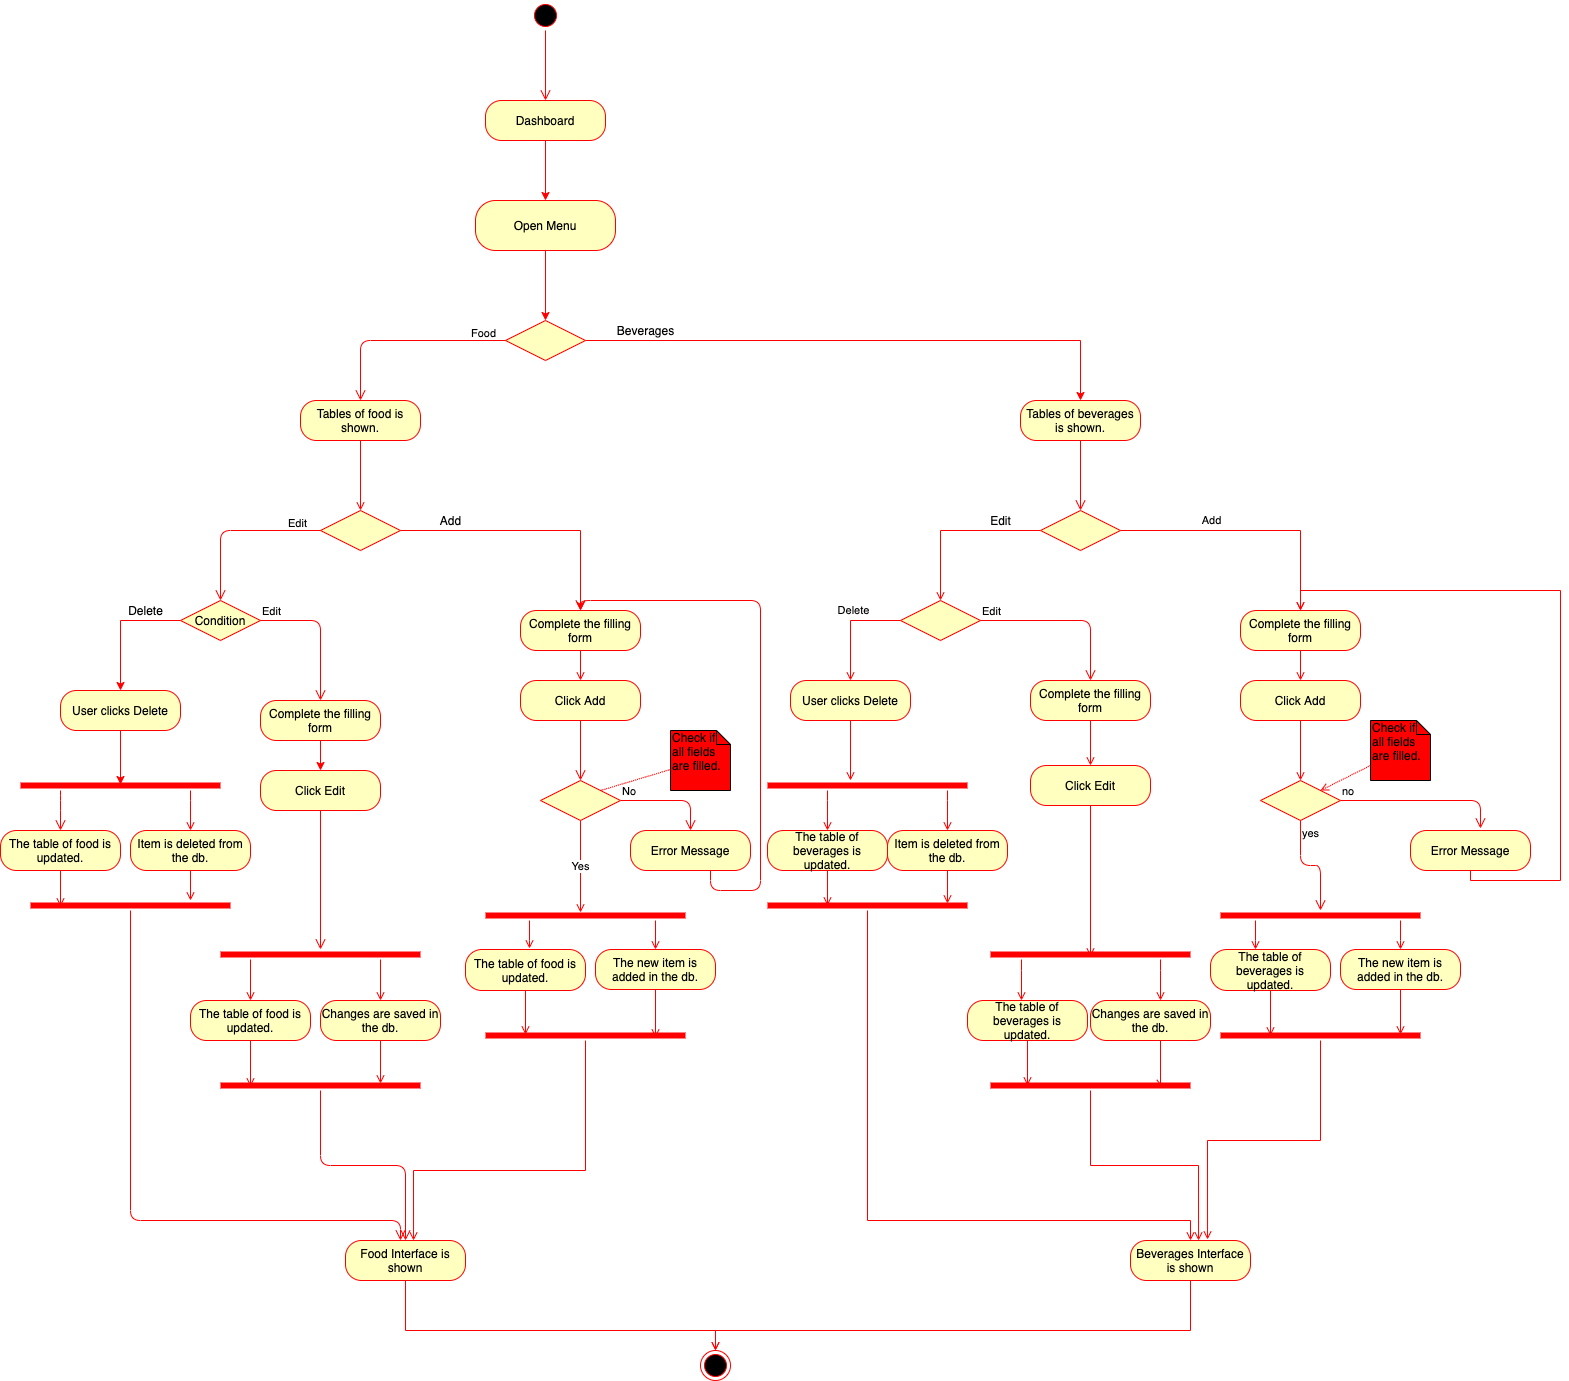 Dashboard
Open Menu
Food
Beverages
Tables of food is
shown.
Tables of beverages
is shown.
Edit
Add
Edit
Add
Delete
Condition
Edit
Complete the filling
form
Delete
Edit
Complete the filling
form
User clicks Delete
Complete the filling
form
Click Add
User clicks Delete
Complete the filling
form
Click Add
Check if
all fields
are filled.
Check if
all fields
are filled.
Click Edit
No
Click Edit
no
The table of food is
updated.
Item is deleted from
the db.
Yes
Error Message
The table of
beverages is
updated.
Item is deleted from
the db.
yes
Error Message
The table of food is
updated.
The new item is
added in the db.
The table of
beverages is
updated.
The new item is
added in the db.
The table of food is
updated.
Changes are saved in
the db.
The table of
beverages is
updated.
Changes are saved in
the db.
Food Interface is
shown
Beverages Interface
is shown